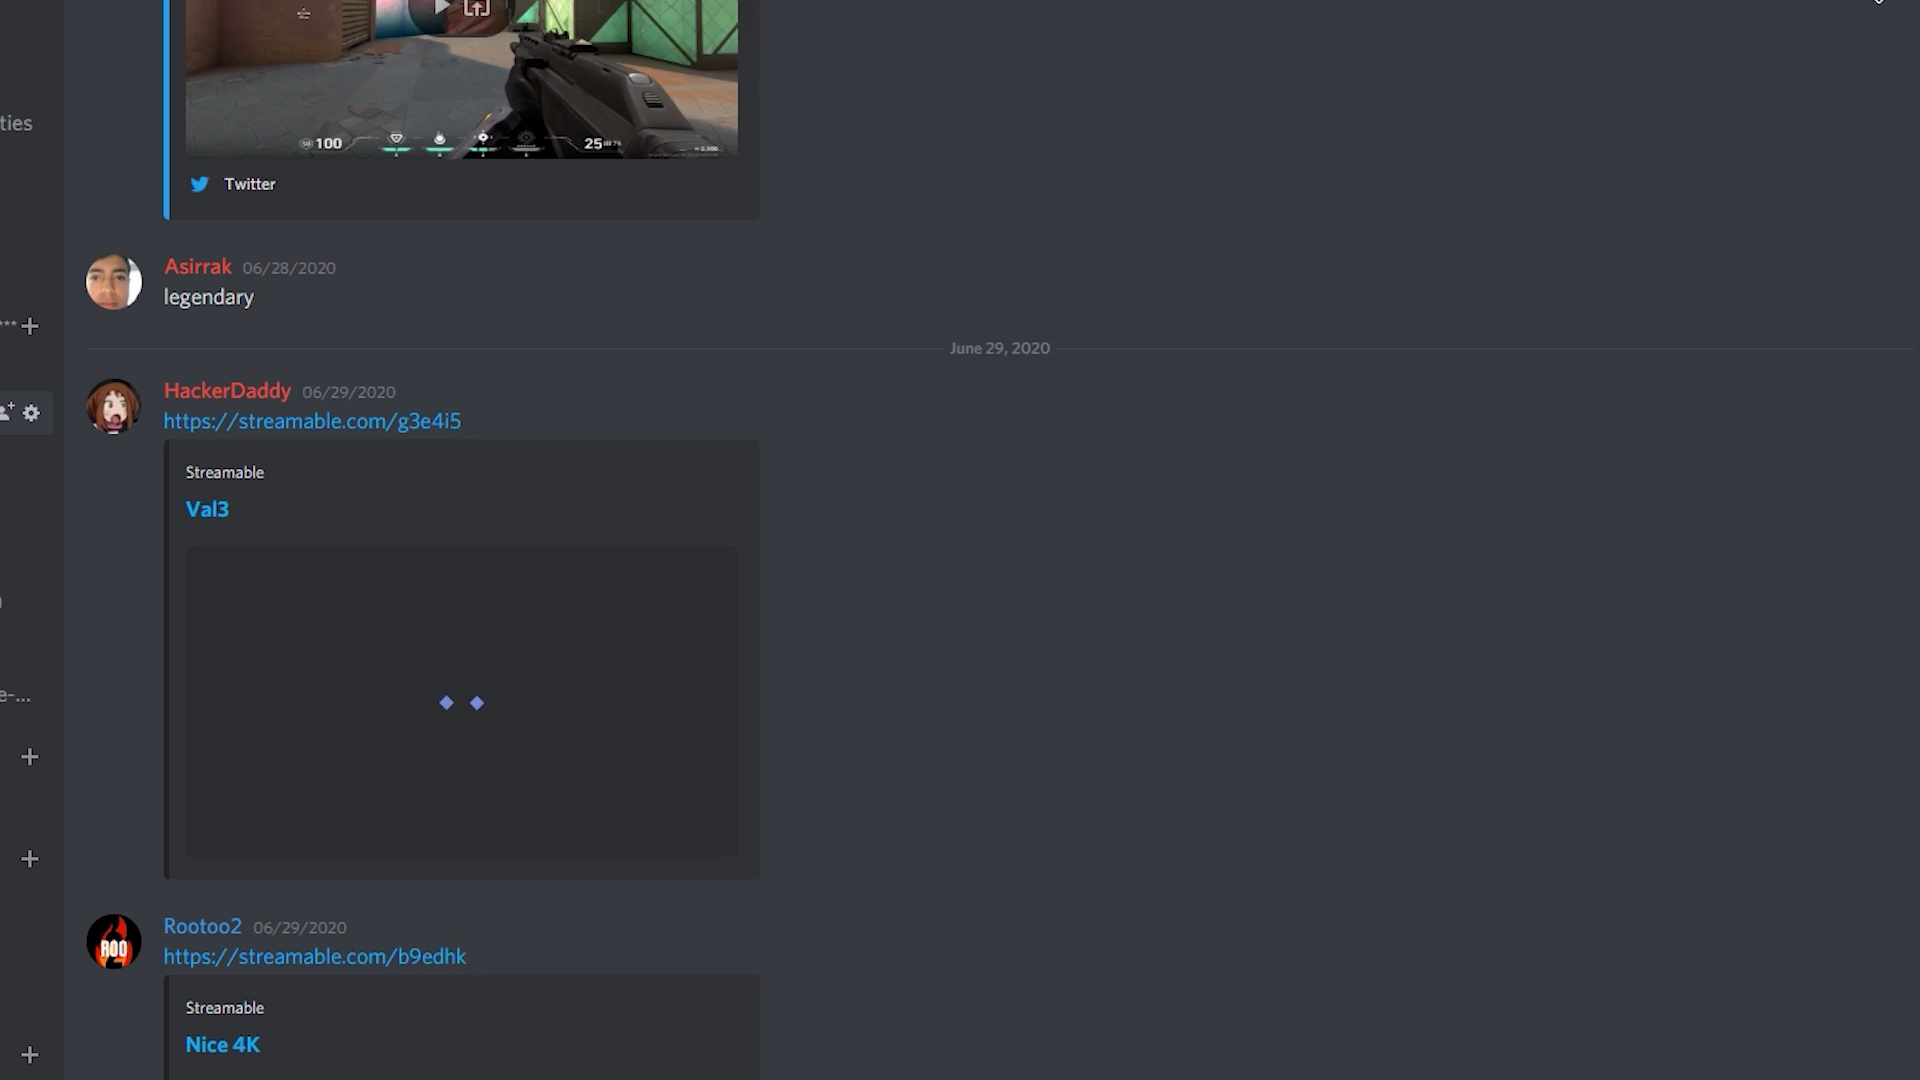 100
25
Twitter
ties
Asirrak 06/28/2020
legendary
June 29, 2020
HackerDaddy 06/29/2020
https://streamable.com/g3e4i5
Streamable
Val3
e-...
Rootoo2 06/29/2020
ROO
https://streamable.com/b9edhk
Streamable
Nice 4K